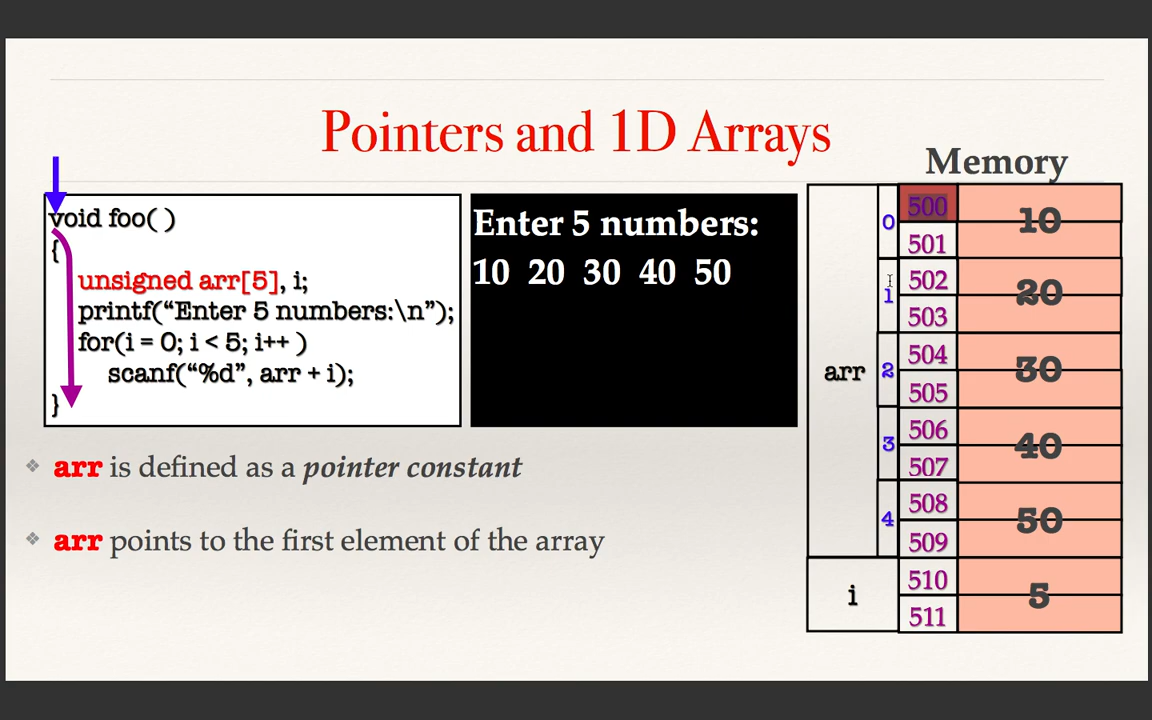 Pointers and 1D Arrays
void foo( )
{
unsigned arr[5], i;
printf(“Enter 5 numbers:\n”);
for(i = 0; i < 5; i++ )
scanf(“%d”, arr + i);
}
Enter 5 numbers:
10 20 30 40 50
❖ arr is defined as a pointer constant
❖ arr points to the first element of the array
Memory
arr
0 500 10
501
1 502 20
503
2 504 30
505
3 506 40
507
4 508 50
509
i 510 5
511